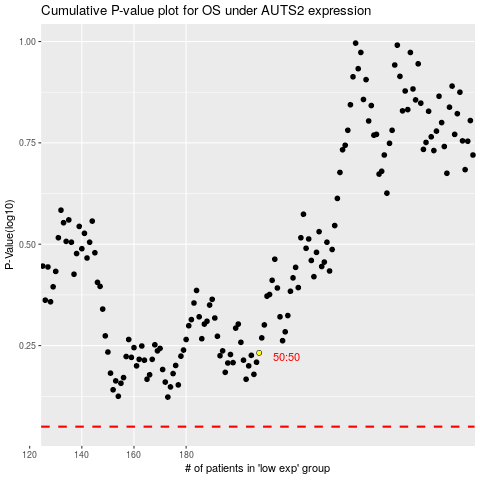 Cumulative P-value plot for OS under AUTS2 expression
P-Value(log10)
1.00
0.75
0.50
0.25
50:50
120 140 160 180
# of patients in 'low exp' group